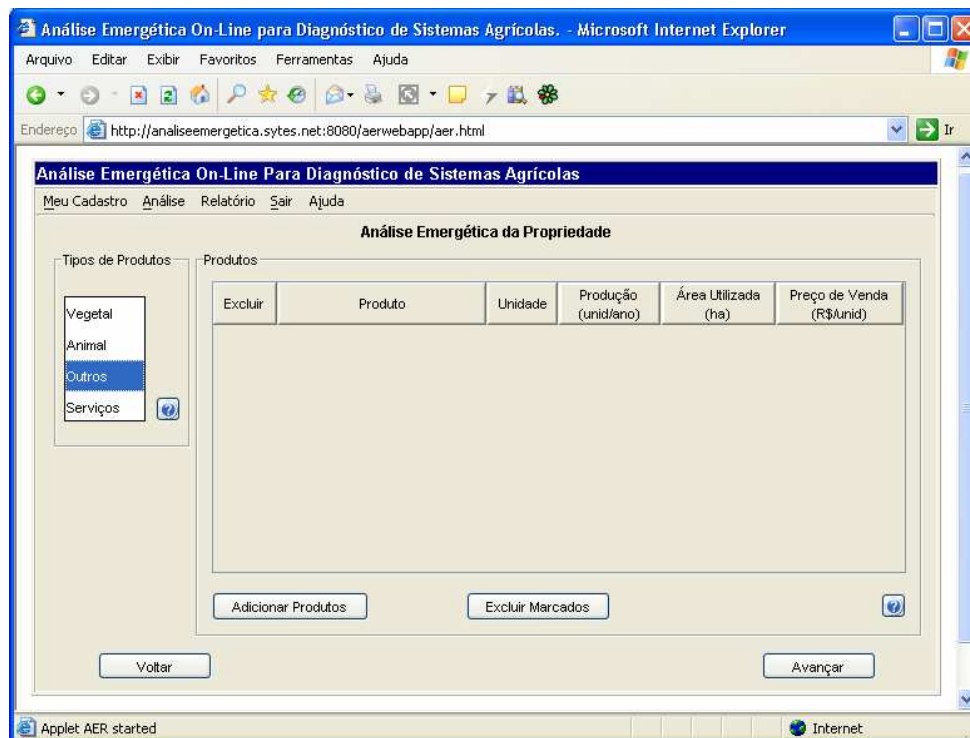 Análise Emergética On-Line para Diagnóstico de Sistemas Agrícolas. - Microsoft Internet Explorer
Arquivo Editar Exibir Favoritos Ferramentas Ajuda
Endereço http://analiseemergetica.sytes.net:8080/aerwebapp/aer.html Ir
Análise Emergética On-Line Para Diagnóstico de Sistemas Agrícolas
Meu Cadastro Análise Relatório Sair Ajuda
Análise Emergética da Propriedade
Tipos de Produtos
Vegetal
Animal
Outros
Serviços
Produtos
Excluir Produto Unidade Produção (unid/ano) Área Utilizada (ha) Preço de Venda (R$/unid)
Adicionar Produtos Excluir Marcados
Voltar Avançar
Applet AER started Internet